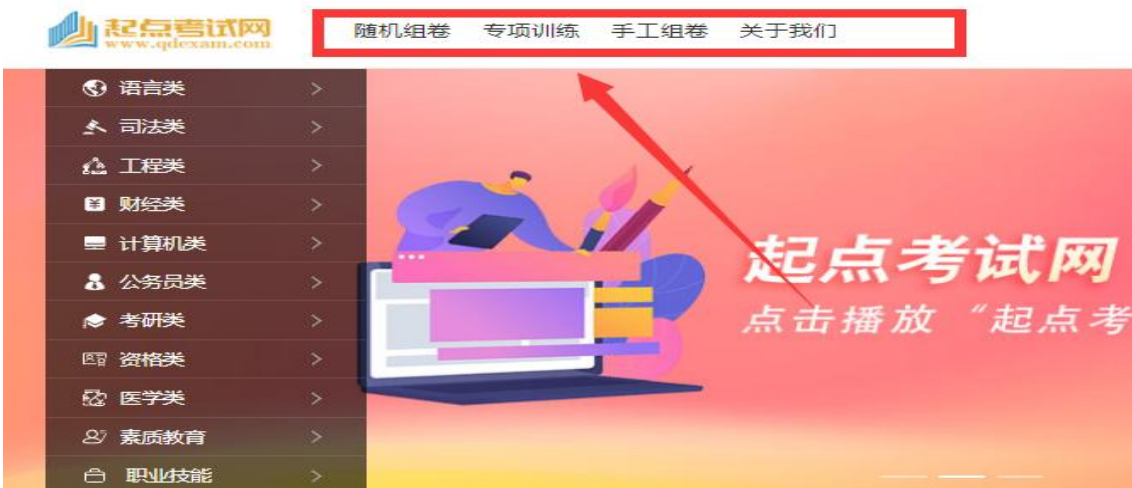 起点考试网
www.qdexam.com
随机组卷 专项训练 手工组卷 关于我们
语言类 >
司法类 >
工程类 >
财经类 >
计算机类 >
公务员类 >
考研类 >
资格类 >
医学类 >
素质教育 >
职业技能 >
起点考试网
点击播放“起点考